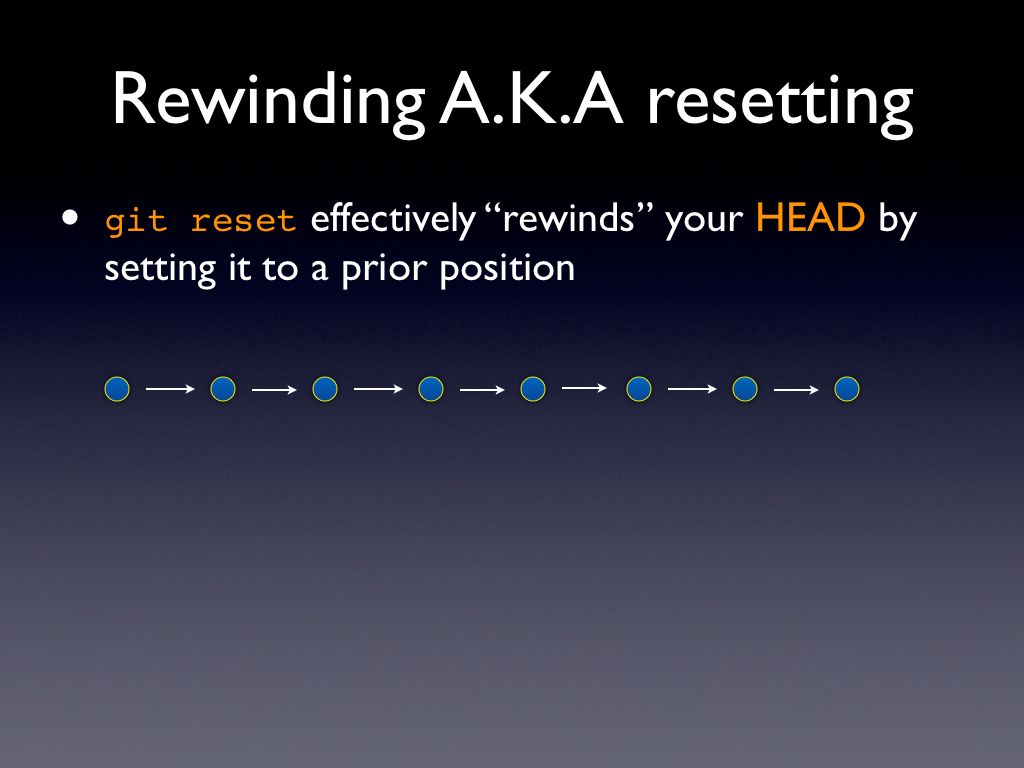 Rewinding A.K.A resetting
• git reset effectively “rewinds” your HEAD by
setting it to a prior position